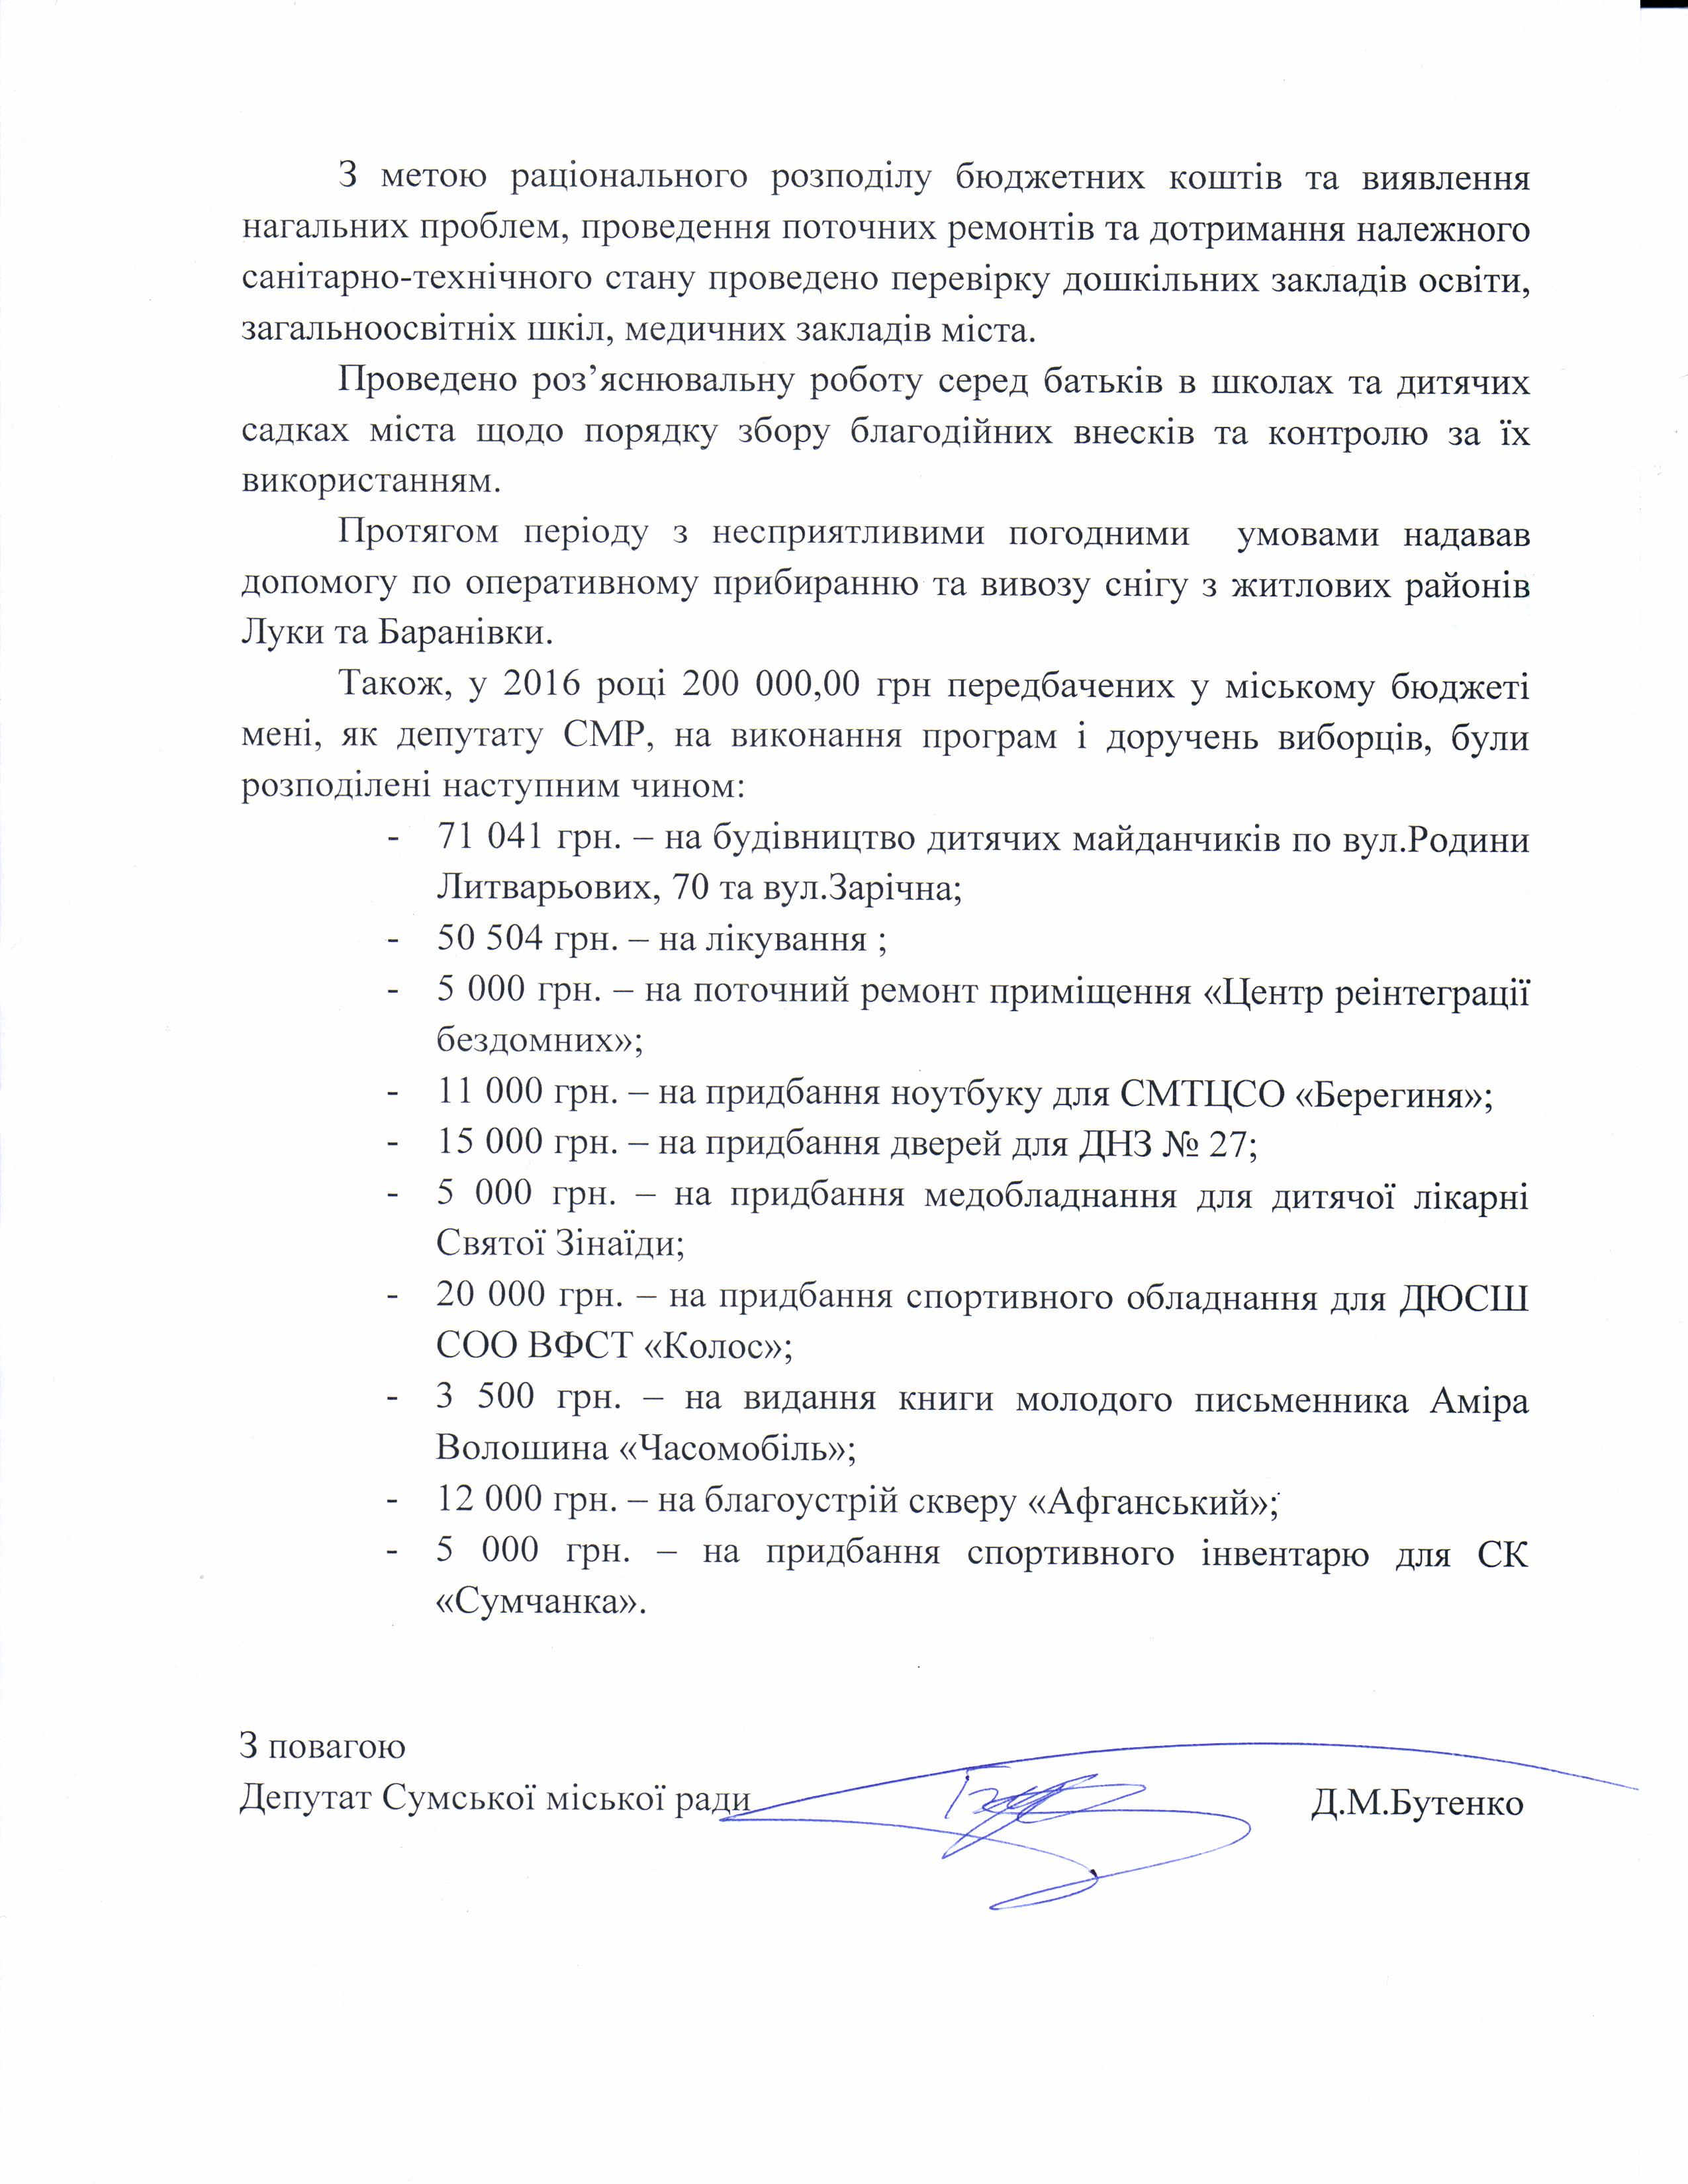 З метою раціонального розподілу бюджетних коштів та виявлення
нагальних проблем, проведення поточних ремонтів та дотримання належного
санітарно-технічного стану проведено перевірку дошкільних закладів освіти,
загальноосвітніх шкіл, медичних закладів міста.
Проведено роз’яснювальну роботу серед батьків в школах та дитячих
садках міста щодо порядку збору благодійних внесків та контролю за їх
використанням.
Протягом періоду з несприятливими погодними умовами надавав
допомогу по оперативному прибиранню та вивозу снігу з житлових районів
Луки та Баранівки.
Також, у 2016 році 200 000,00 грн передбачених у міському бюджеті
мені, як депутату СМР, на виконання програм і доручень виборців, були
розподілені наступним чином:
- 71 041 грн. – на будівництво дитячих майданчиків по вул.Родини
Литварьових, 70 та вул.Зарічна;
- 50 504 грн. – на лікування ;
- 5 000 грн. – на поточний ремонт приміщення «Центр реінтеграції
бездомних»;
- 11 000 грн. – на придбання ноутбуку для СМТЦСО «Берегиня»;
- 15 000 грн. – на придбання дверей для ДНЗ № 27;
- 5 000 грн. – на придбання медобладнання для дитячої лікарні
Святої Зінаїди;
- 20 000 грн. – на придбання спортивного обладнання для ДЮСШ
СОО ВФСТ «Колос»;
- 3 500 грн. – на видання книги молодого письменника Аміра
Волошина «Часомобіль»;
- 12 000 грн. – на благоустрій скверу «Афганський»;
- 5 000 грн. – на придбання спортивного інвентарю для СК
«Сумчанка».
З повагою
Депутат Сумської міської ради Д.М.Бутенко